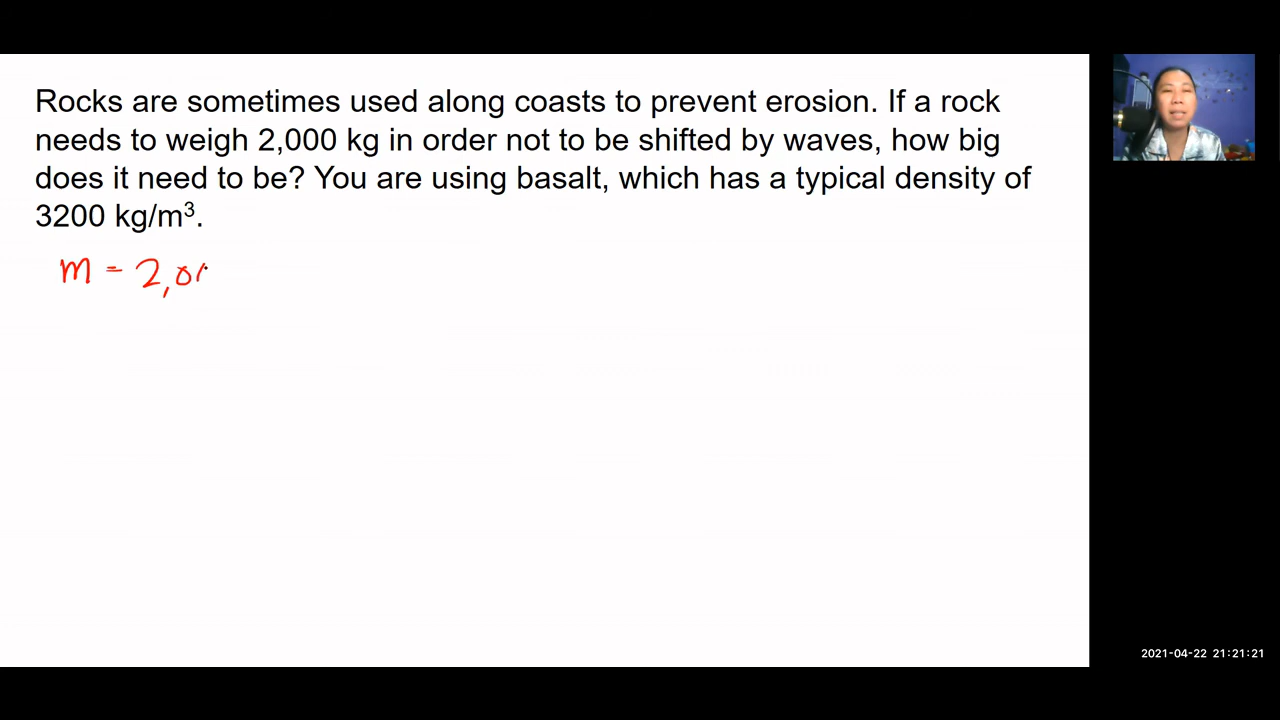 Rocks are sometimes used along coasts to prevent erosion. If a rock
needs to weigh 2,000 kg in order not to be shifted by waves, how big
does it need to be? You are using basalt, which has a typical density of
3200 kg/m³.
m = 2,00
2021-04-22 21:21:21